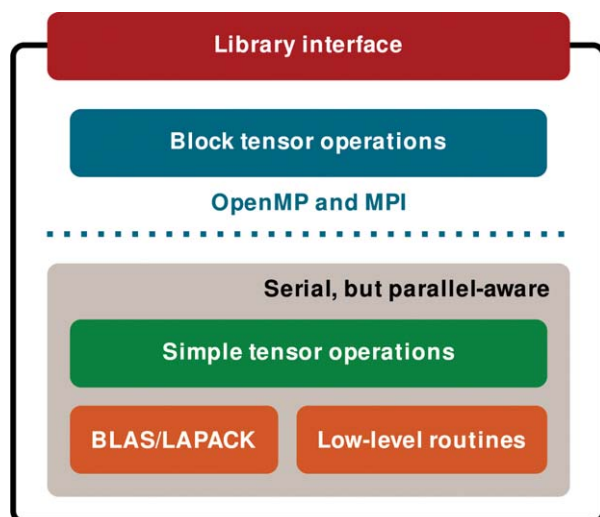 Library interface
Block tensor operations
OpenMP and MPI
Serial, but parallel-aware
Simple tensor operations
BLAS/LAPACK
Low-level routines